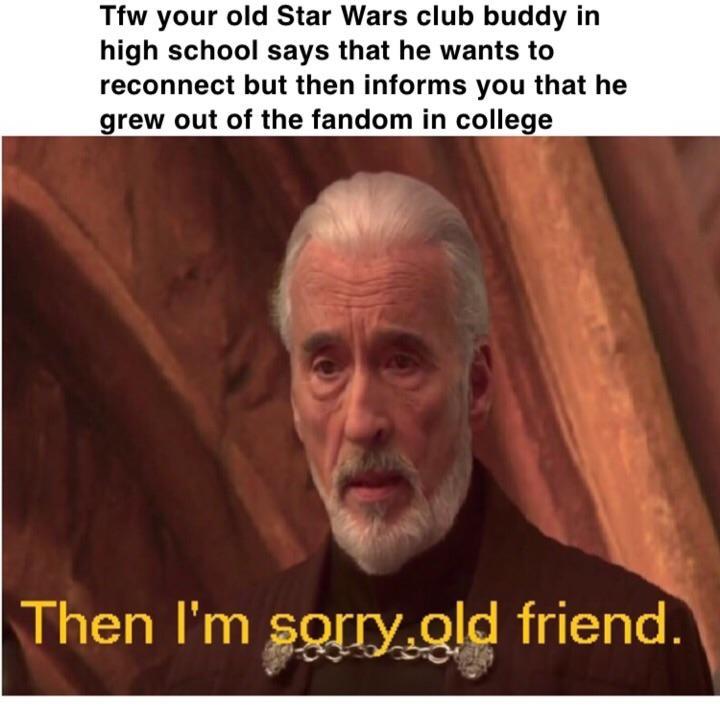 Tfw your old Star Wars club buddy in
high school says that he wants to
reconnect but then informs you that he
grew out of the fandom in college
Then I'm sorry,old friend.